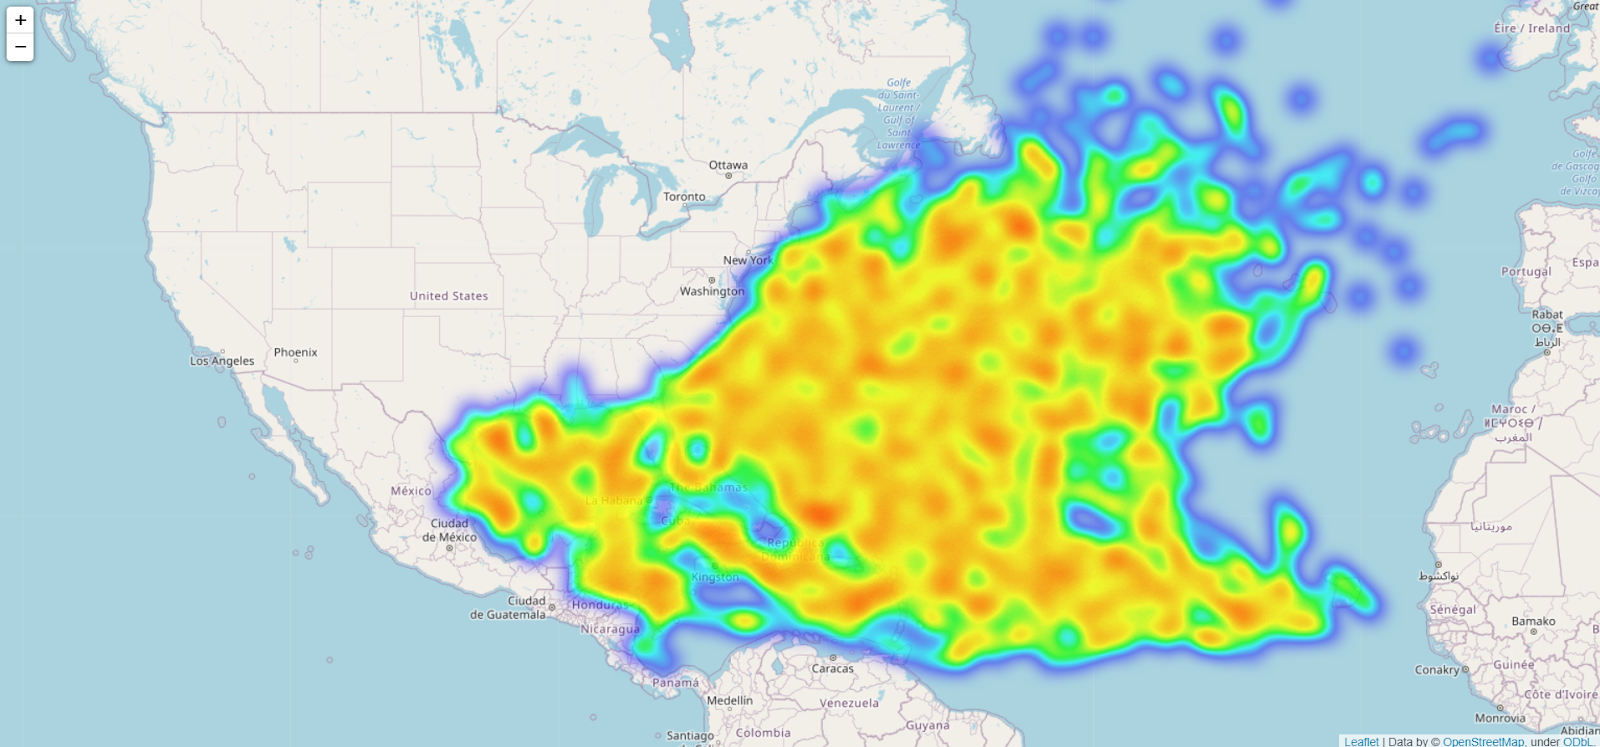 +
−
Great
Éire / Ireland
Golfe
du Saint-
Laurent /
Gulf of
Saint
Lawrence
Ottawa
Toronto
New York
Washington
United States
Los Angeles
Phoenix
Golfe
de Gascog
Golfo
de Vizca
Portugal
Espa
Rabat
ⵔⴱⴰⵟ
الرباط
Maroc /
ⵍⵎⵖⵔⵉⴱ /
المغرب
México
Ciudad
de México
La Habana
The Bahamas
Cuba
República
Dominicana
Kingston
Ciudad
de Guatemala
Honduras
Nicaragua
Panamá
Caracas
Medellín
Venezuela
Guyana
Colombia
Santiago
موريتانيا
نواكشوط
Sénégal
Bamako
Conakry
Guinée
Côte d'Ivoire
Monrovia
Abidjan
Leaflet | Data by © OpenStreetMap, under ODbL.